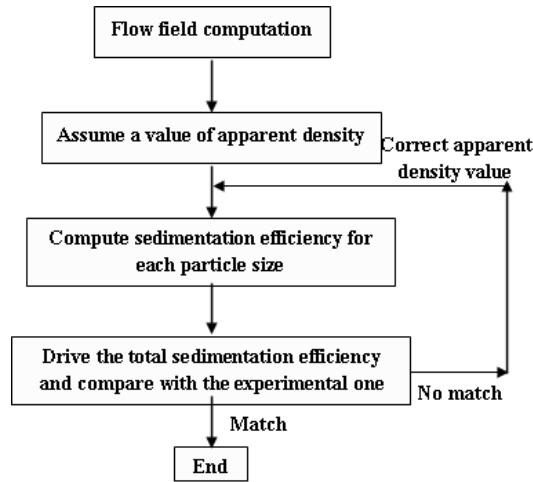 Flow field computation
Assume a value of apparent density
Correct apparent
density value
Compute sedimentation efficiency for
each particle size
Drive the total sedimentation efficiency
and compare with the experimental one
No match
Match
End